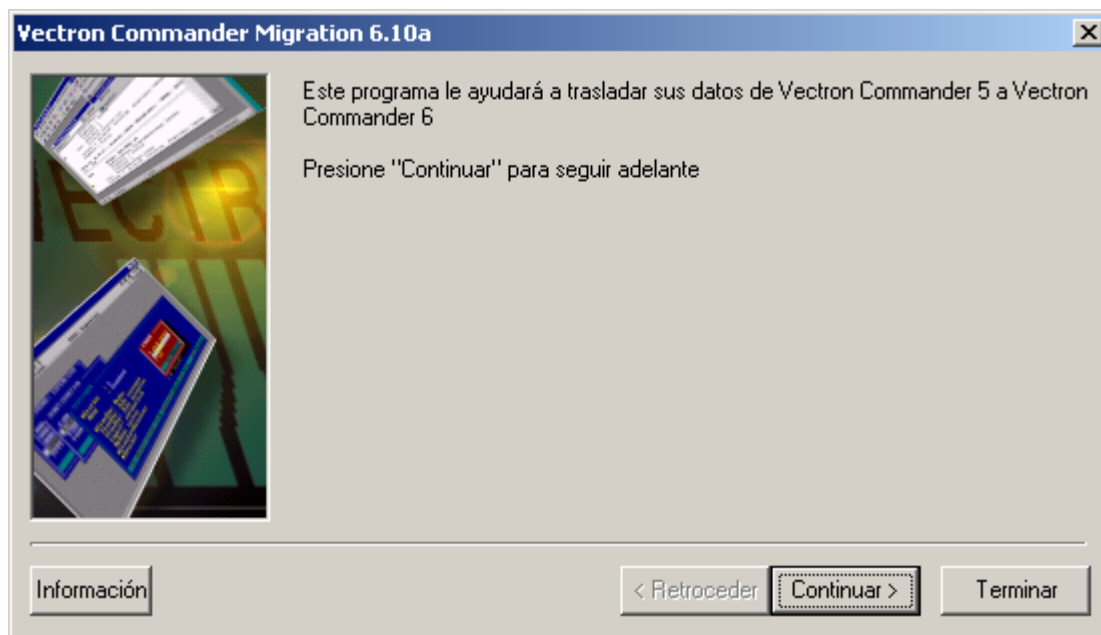 Vectron Commander Migration 6.10a
Este programa le ayudará a trasladar sus datos de Vectron Commander 5 a Vectron
Commander 6
Presione "Continuar" para seguir adelante
VECTR
Información
< Retroceder
Continuar >
Terminar